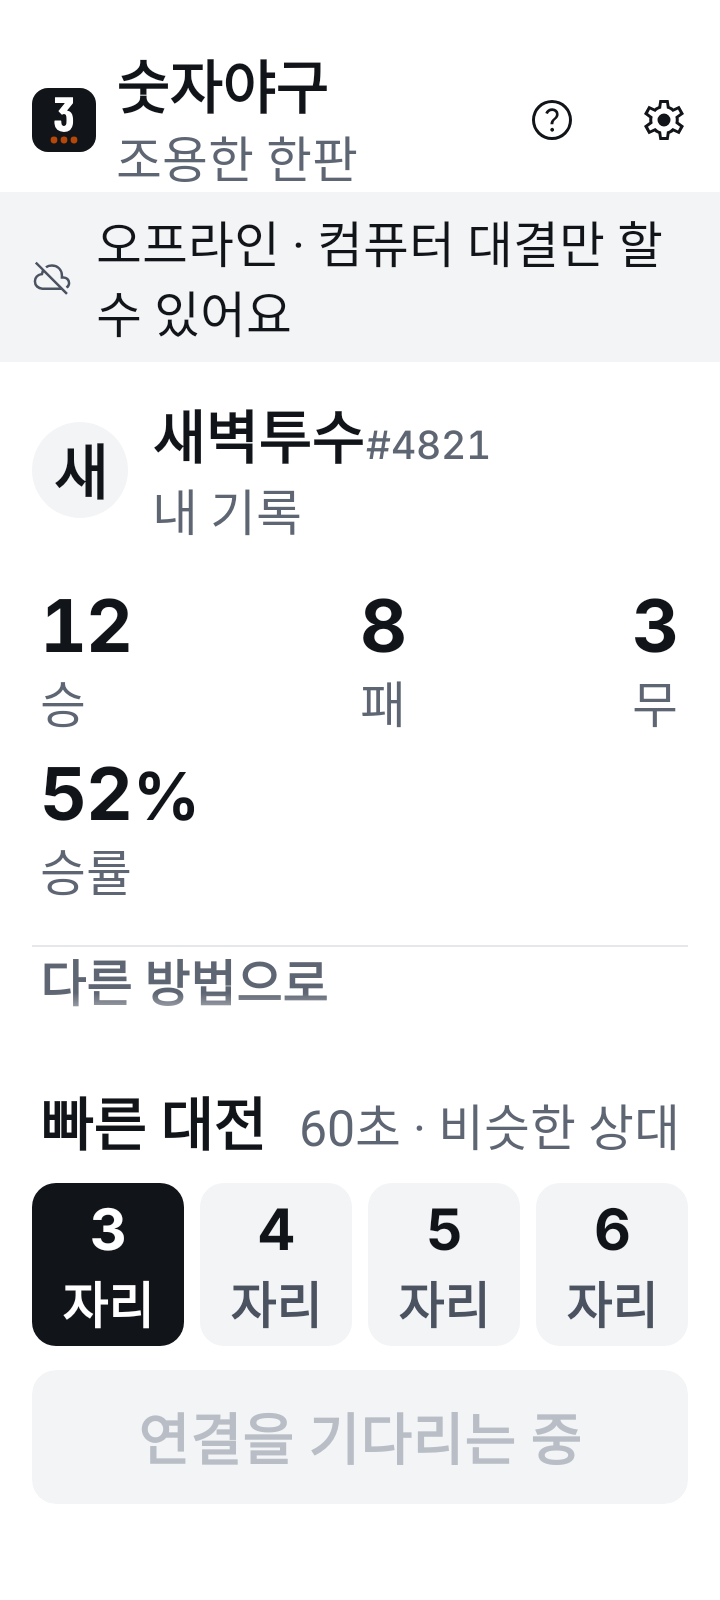 3
숫자야구
조용한 한판
오프라인 · 컴퓨터 대결만 할
수 있어요
새
새벽투수#4821
내 기록
12
승
8
패
3
무
52%
승률
다른 방법으로
빠른 대전 60초 · 비슷한 상대
3
자리
4
자리
5
자리
6
자리
연결을 기다리는 중